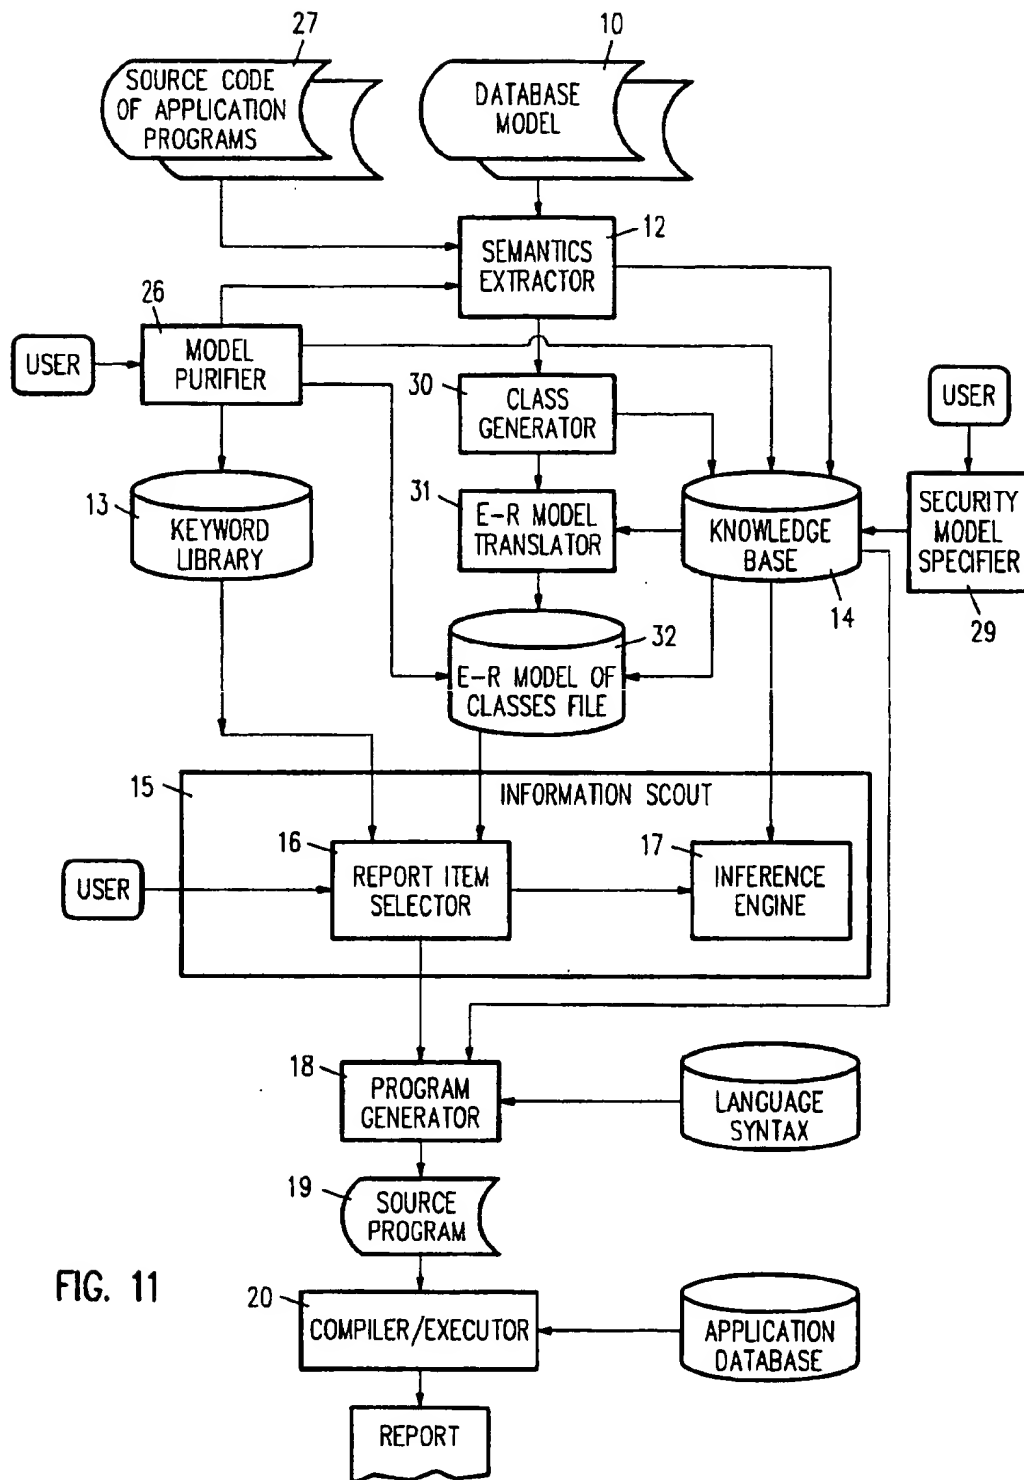 27
10
SOURCE CODE
OF APPLICATION
PROGRAMS
DATABASE
MODEL
12
SEMANTICS
EXTRACTOR
26
USER
MODEL
PURIFIER
30
CLASS
GENERATOR
USER
13
KEYWORD
LIBRARY
31
E-R MODEL
TRANSLATOR
KNOWLEDGE
BASE
14
SECURITY
MODEL
SPECIFIER
29
32
E-R MODEL OF
CLASSES FILE
15
INFORMATION SCOUT
16
17
USER
REPORT ITEM
SELECTOR
INFERENCE
ENGINE
18
PROGRAM
GENERATOR
LANGUAGE
SYNTAX
19
SOURCE
PROGRAM
FIG. 11
20
COMPILER/EXECUTOR
APPLICATION
DATABASE
REPORT